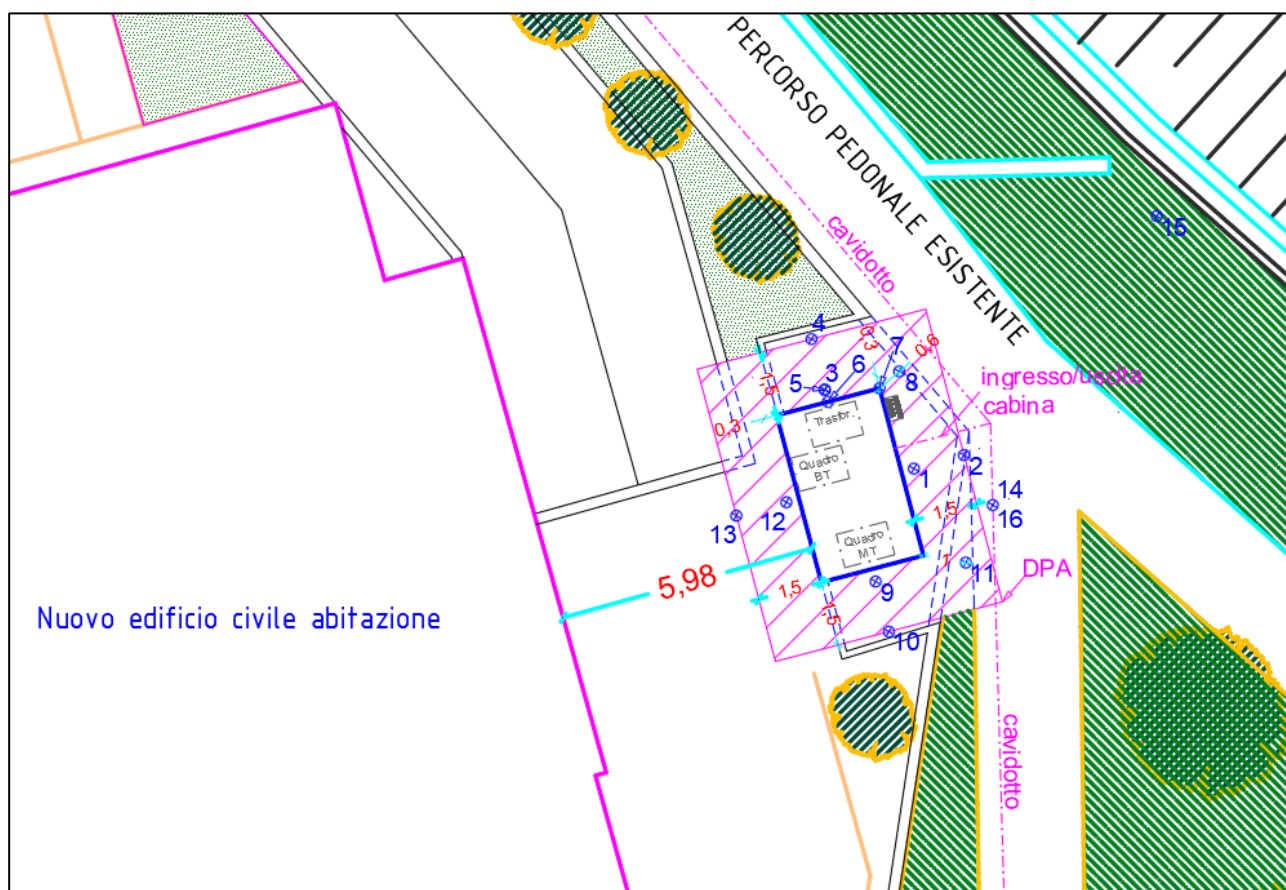 PERCORSO PEDONALE ESISTENTE
15
cavidotto
4
0,3
7
0,6
5
3
6
8
ingresso/uscita
cabina
1,5
Trasfor.
0,3
Quadro
BT
2
1
12
13
14
1,5
16
Quadro
MT
5,98
1
11
DPA
1,5
9
1,5
10
Nuovo edificio civile abitazione
cavidotto